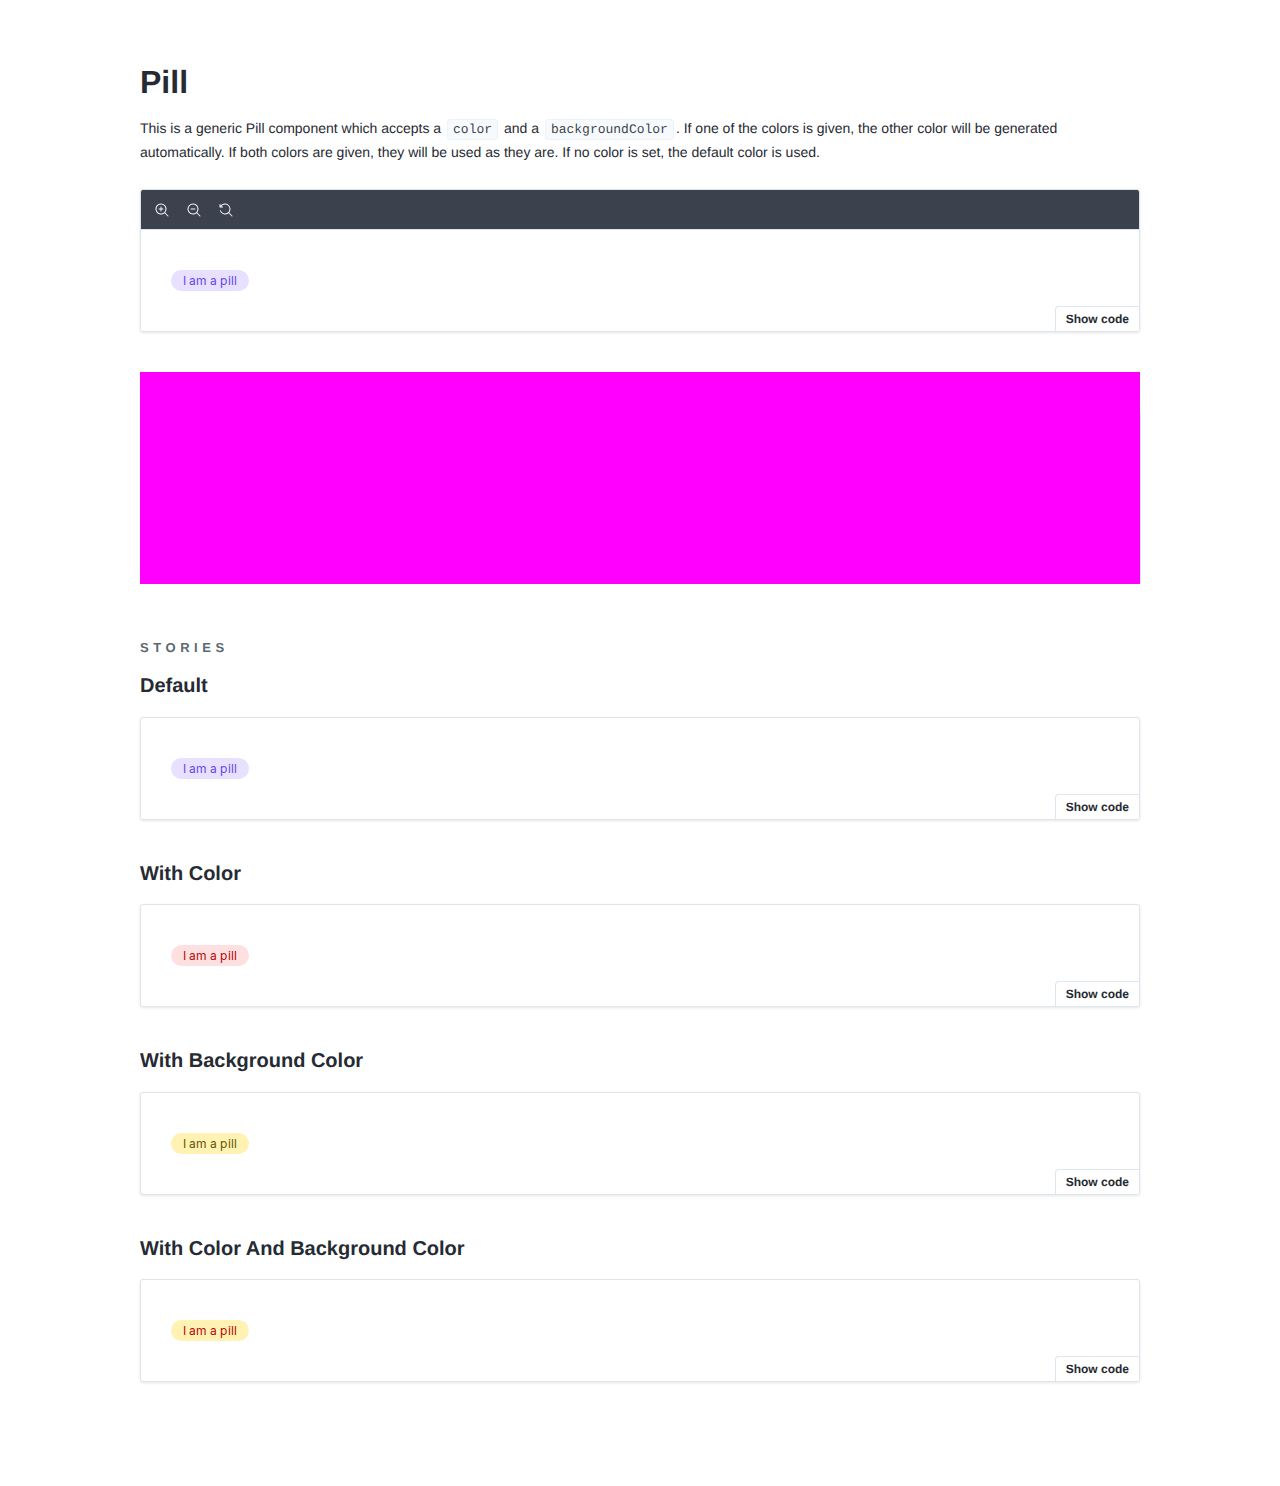 Pill
This is a generic Pill component which accepts a color and a backgroundColor. If one of the colors is given, the other color will be generated
automatically. If both colors are given, they will be used as they are. If no color is set, the default color is used.
I am a pill
Show code
STORIES
Default
I am a pill
Show code
With Color
I am a pill
Show code
With Background Color
I am a pill
Show code
With Color And Background Color
I am a pill
Show code